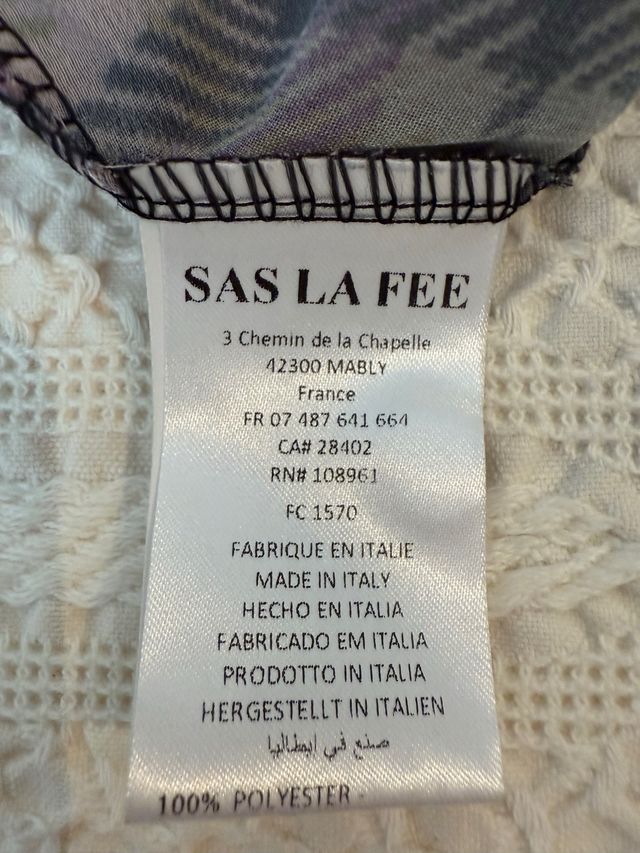 SAS LA FEE
3 Chemin de la Chapelle
42300 MABLY
France
FR 07 487 641 664
CA# 28402
RN# 108961
FC 1570
FABRIQUE EN ITALIE
MADE IN ITALY
HECHO EN ITALIA
FABRICADO EM ITALIA
PRODOTTO IN ITALIA
HERGESTELLT IN ITALIEN
صنع في ايطاليا
100% POLYESTER